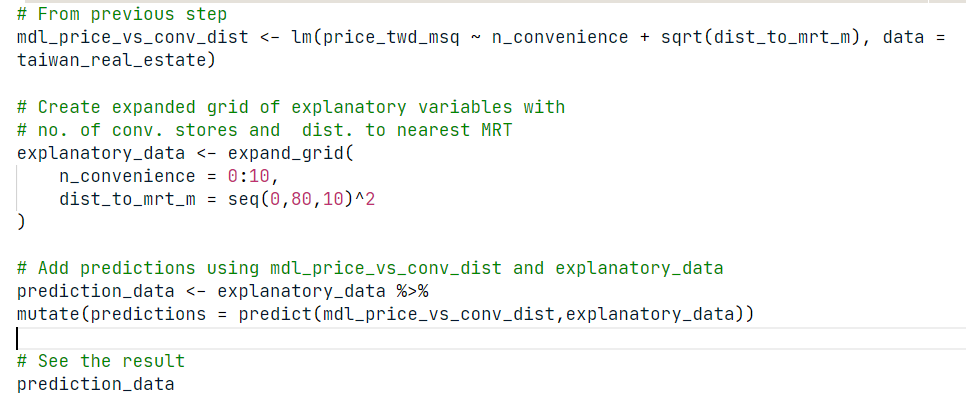 # From previous step
mdl_price_vs_conv_dist <- lm(price_twd_msq ~ n_convenience + sqrt(dist_to_mrt_m), data =
taiwan_real_estate)
# Create expanded grid of explanatory variables with
# no. of conv. stores and  dist. to nearest MRT
explanatory_data <- expand_grid(
    n_convenience = 0:10,
    dist_to_mrt_m = seq(0,80,10)^2
)
# Add predictions using mdl_price_vs_conv_dist and explanatory_data
prediction_data <- explanatory_data %>%
mutate(predictions = predict(mdl_price_vs_conv_dist,explanatory_data))
# See the result
prediction_data